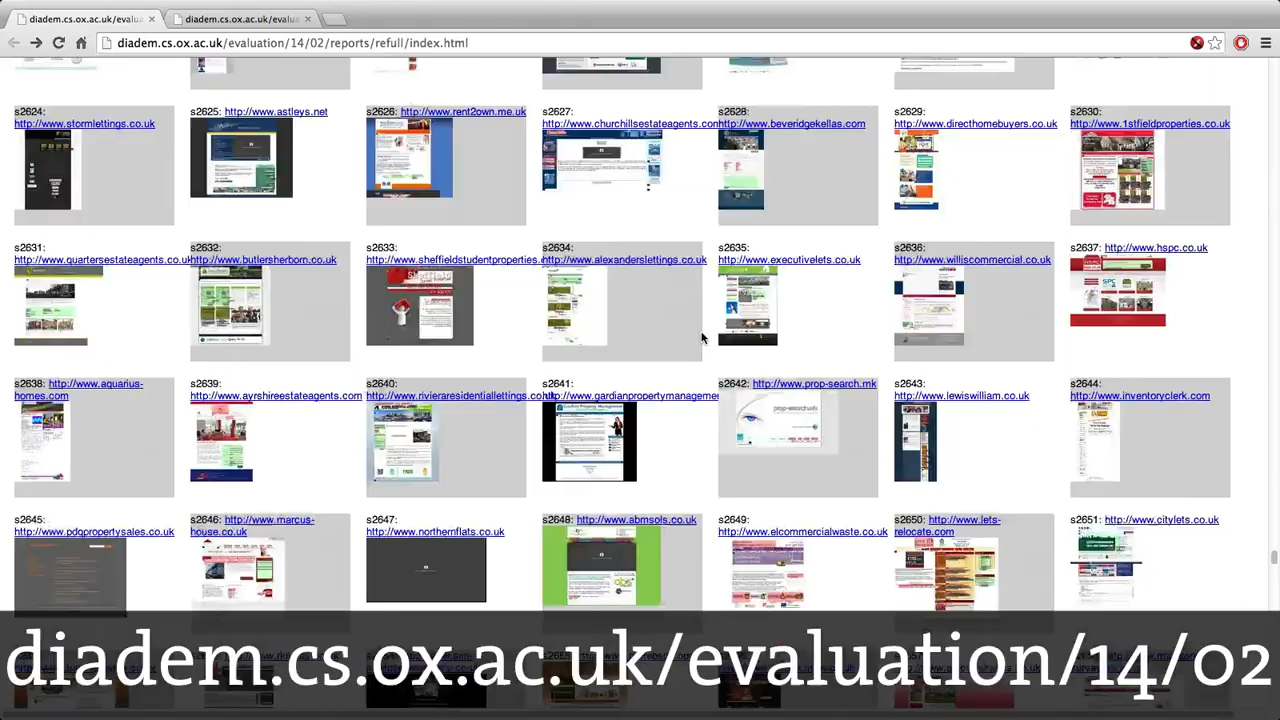 diadem.cs.ox.ac.uk/evalua
diadem.cs.ox.ac.uk/evalua
diadem.cs.ox.ac.uk/evaluation/14/02/reports/refull/index.html
s2624:
http://www.stormlettings.co.uk
s2625: http://www.astleys.net
s2626: http://www.rent2own.me.uk
s2627:
http://www.churchillsestateagents.com
s2628:
http://www.beveridgekellas.com
s2629:
http://www.directhomebuyers.co.uk
s2630:
http://www.1stfieldproperties.co.uk
s2631:
http://www.quartersestateagents.co.uk
s2632:
http://www.butlersherborn.co.uk
s2633:
http://www.sheffieldstudentproperties.
s2634:
http://www.alexanderslettings.co.uk
s2635:
http://www.executivelets.co.uk
s2636:
http://www.williscommercial.co.uk
s2637: http://www.hspc.co.uk
s2638: http://www.aquarius-
homes.com
s2639:
http://www.ayrshireestateagents.com
s2640:
http://www.rivieraresidentiallettings.co.uk
s2641:
http://www.gardianpropertymanagemen
s2642: http://www.prop-search.mk
s2643:
http://www.lewiswilliam.co.uk
s2644:
http://www.inventoryclerk.com
s2645:
http://www.pdqpropertysales.co.uk
s2646: http://www.marcus-
house.co.uk
s2647:
http://www.northernflats.co.uk
s2648: http://www.abmsols.co.uk
s2649:
http://www.elcommercialwaste.co.uk
s2650: http://www.lets-
relocate.com
s2651: http://www.citylets.co.uk
diadem.cs.ox.ac.uk/evaluation/14/02